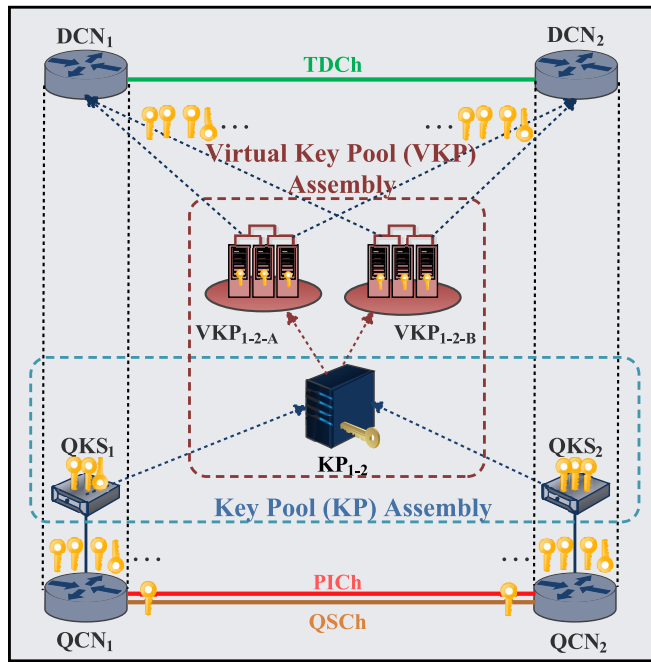 DCN₁
DCN₂
TDCh
...
...
Virtual Key Pool (VKP)
Assembly
VKP₁₋₂₋A
VKP₁₋₂₋B
QKS₁
QKS₂
KP₁₋₂
Key Pool (KP) Assembly
...
...
PICh
QSCh
QCN₁
QCN₂